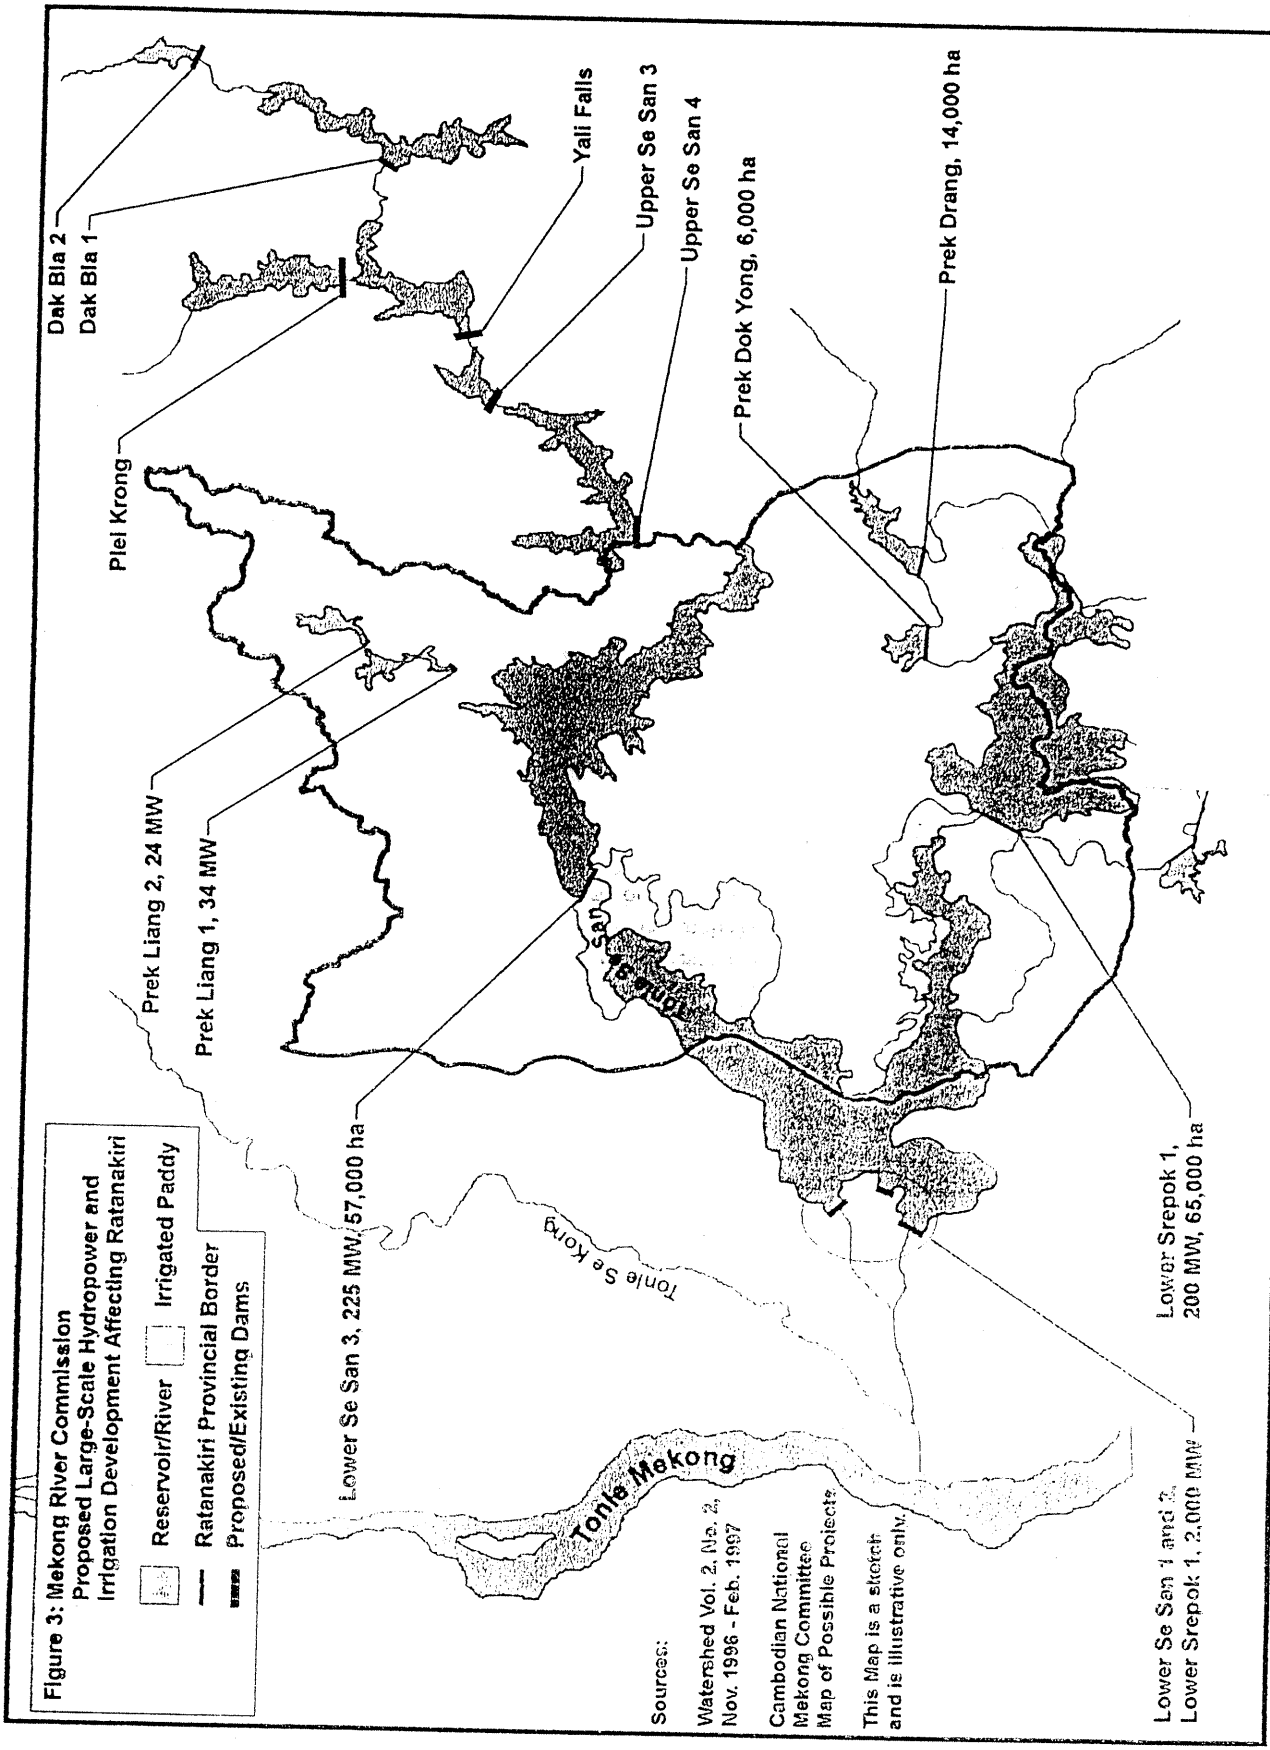 Figure 3: Mekong River Commission
Proposed Large-Scale Hydropower and
Irrigation Development Affecting Ratanakiri
Reservoir/River
Irrigated Paddy
Ratanakiri Provincial Border
Proposed/Existing Dams
Dak Bla 2
Dak Bla 1
Plei Krong
Prek Liang 2, 24 MW
Prek Liang 1, 34 MW
Yali Falls
Upper Se San 3
Upper Se San 4
Lower Se San 3, 225 MW, 57,000 ha
Prek Dok Yong, 6,000 ha
Prek Drang, 14,000 ha
Tonle Se San
Tonle Se Kong
Tonle Mekong
Sources:
Watershed Vol. 2, No. 2,
Nov. 1996 - Feb. 1997
Cambodian National
Mekong Committee
Map of Possible Projects
This Map is a sketch
and is illustrative only.
Lower Srepok 1,
200 MW, 65,000 ha
Lower Se San 1 and 2,
Lower Srepok 1, 2,000 MW